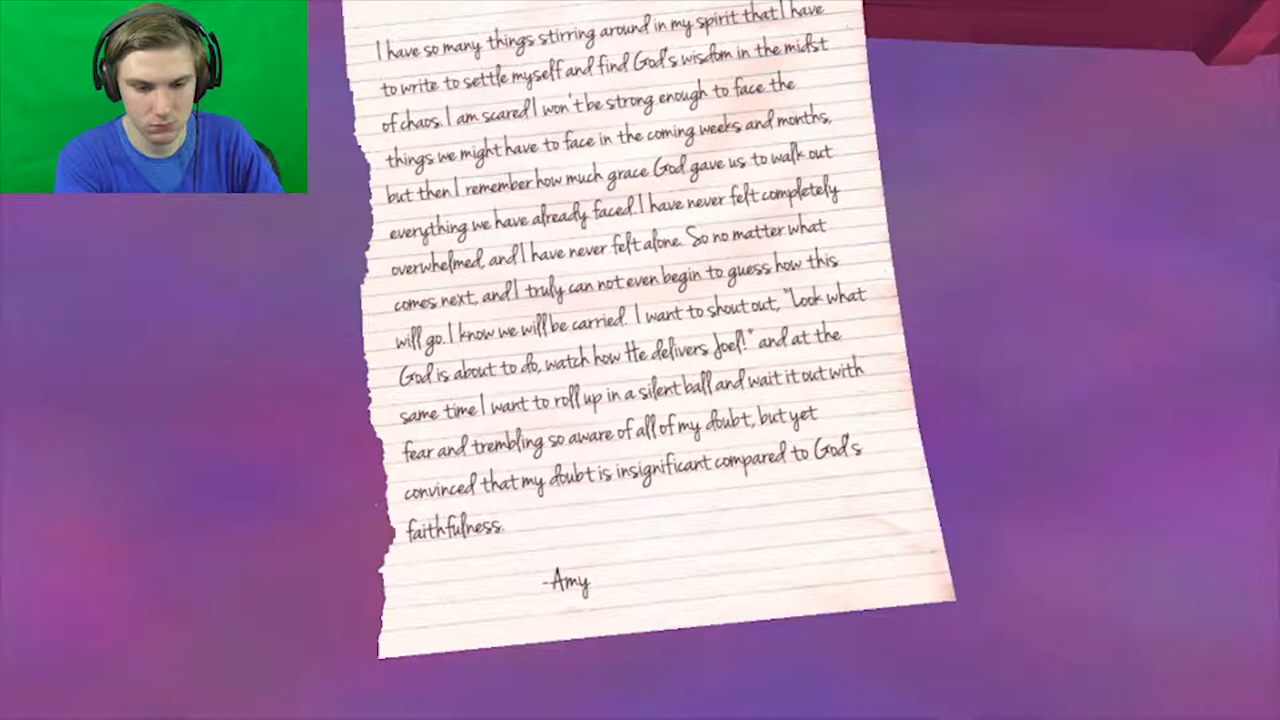 I have so many things stirring around in my spirit that I have
to write to settle myself and find God's wisdom in the midst
of chaos. I am scared I won't be strong enough to face the
things we might have to face in the coming weeks and months,
but then I remember how much grace God gave us to walk out
everything we have already faced. I have never felt completely
overwhelmed, and I have never felt alone. So no matter what
comes next, and I truly can not even begin to guess how this
will go. I know we will be carried. I want to shout out, "Look what
God is about to do, watch how He delivers Joel!" and at the
same time I want to roll up in a silent ball and wait it out with
fear and trembling so aware of all of my doubt, but yet
convinced that my doubt is insignificant compared to God's
faithfulness.
-Amy